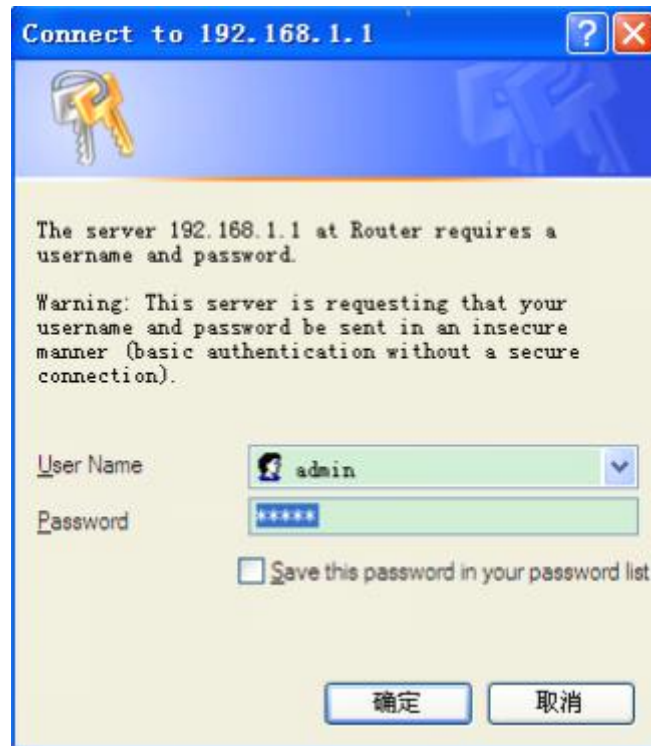 Connect to 192.168.1.1
The server 192.168.1.1 at Router requires a
username and password.
Warning: This server is requesting that your
username and password be sent in an insecure
manner (basic authentication without a secure
connection).
User Name
admin
Password
*****
Save this password in your password list
确定 取消